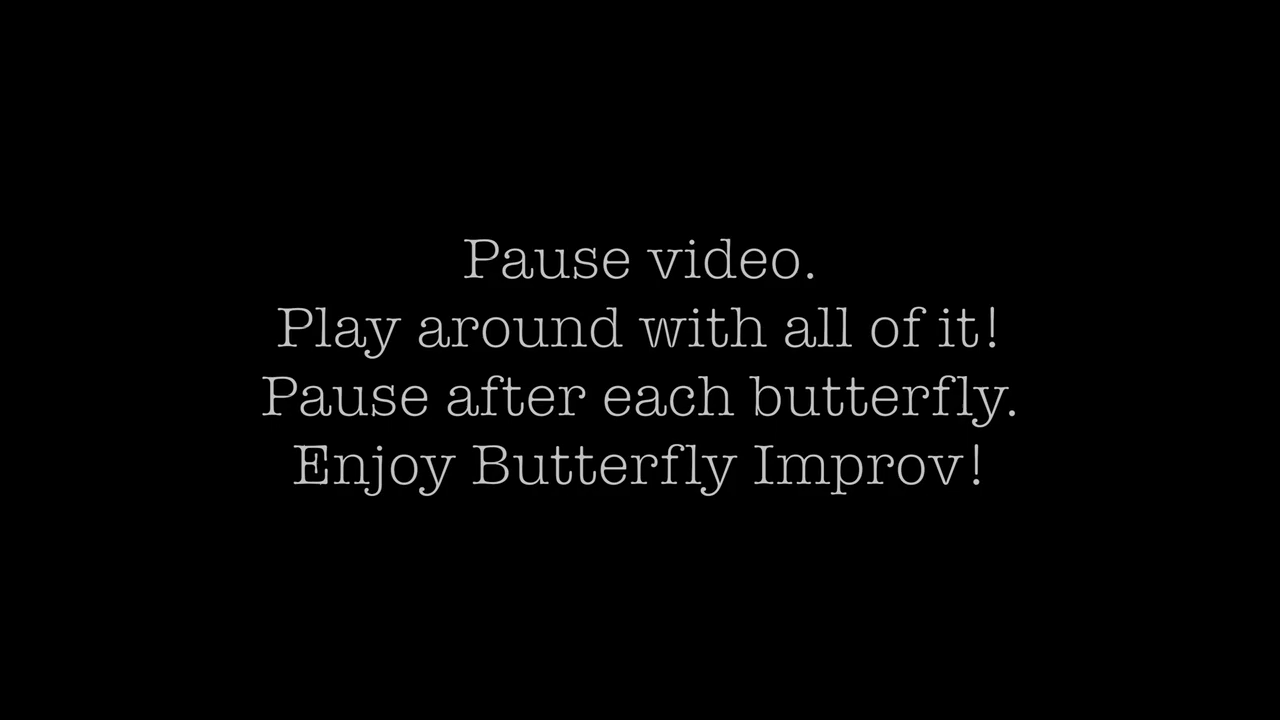 Pause video.
Play around with all of it!
Pause after each butterfly.
Enjoy Butterfly Improv!